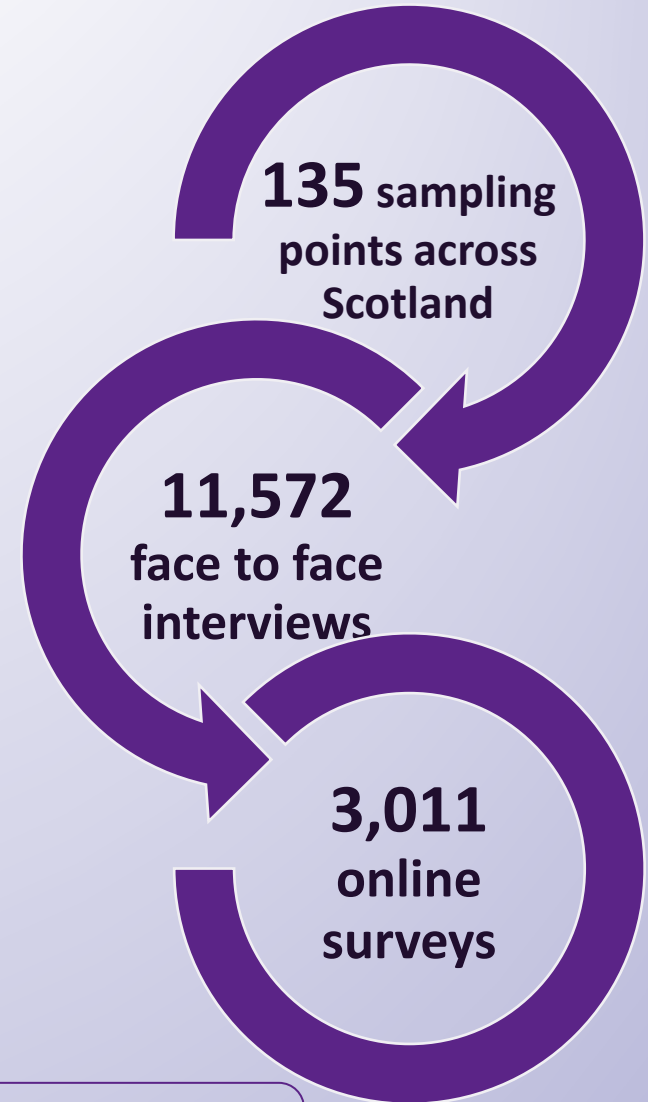 135 sampling
points across
Scotland
11,572
face to face
interviews
3,011
online
surveys